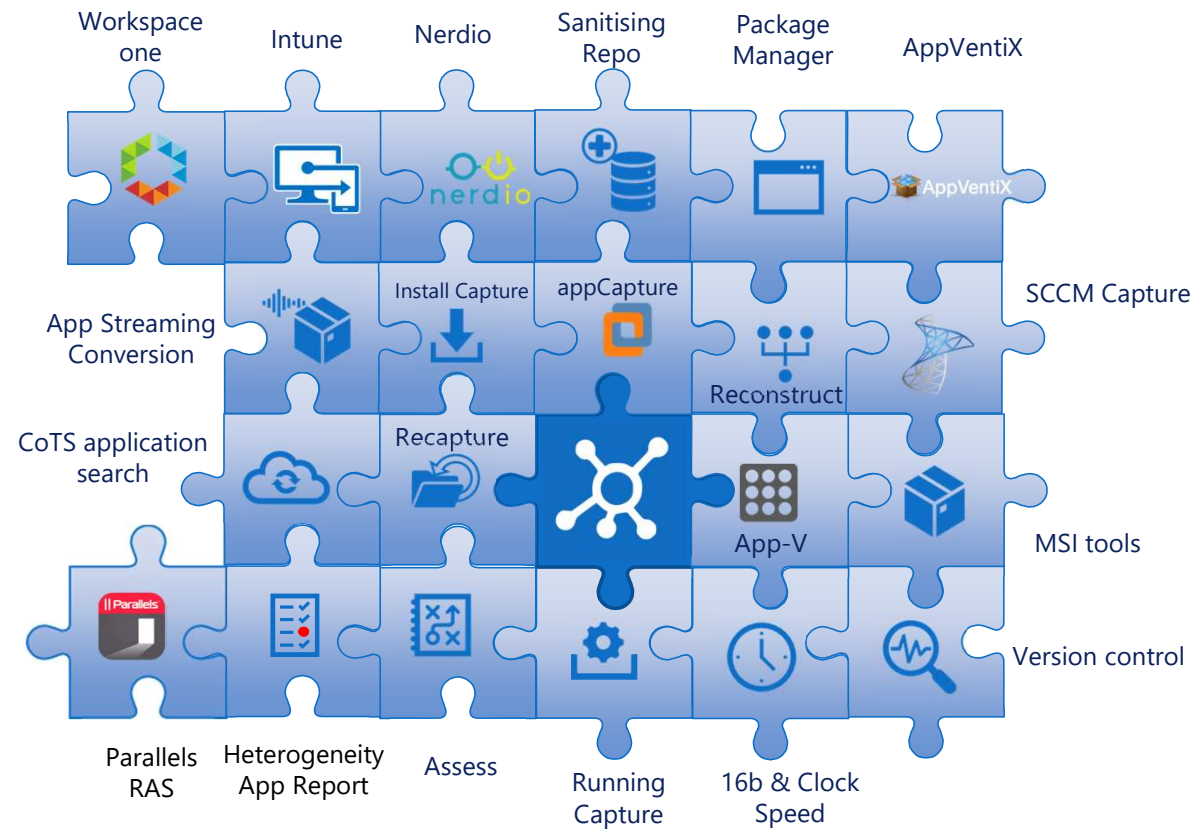 Workspace
one
Intune
Nerdio
Sanitising
Repo
Package
Manager
AppVentiX
nerdio
AppVentiX
App Streaming
Conversion
Install Capture
appCapture
Reconstruct
SCCM Capture
CoTS application
search
Recapture
App-V
MSI tools
|| Parallels
Version control
Parallels
RAS
Heterogeneity
App Report
Assess
Running
Capture
16b & Clock
Speed